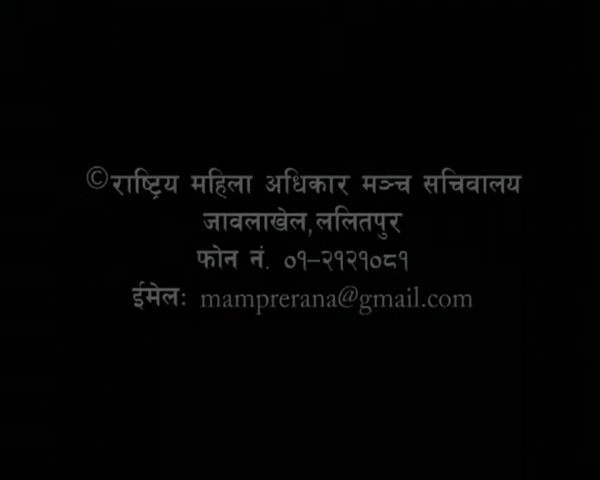 ©राष्ट्रिय महिला अधिकार मञ्च सचिवालय
जावलाखेल,ललितपुर
फोन नं. ०१–२१२१०८१
ईमेलः mamprerana@gmail.com